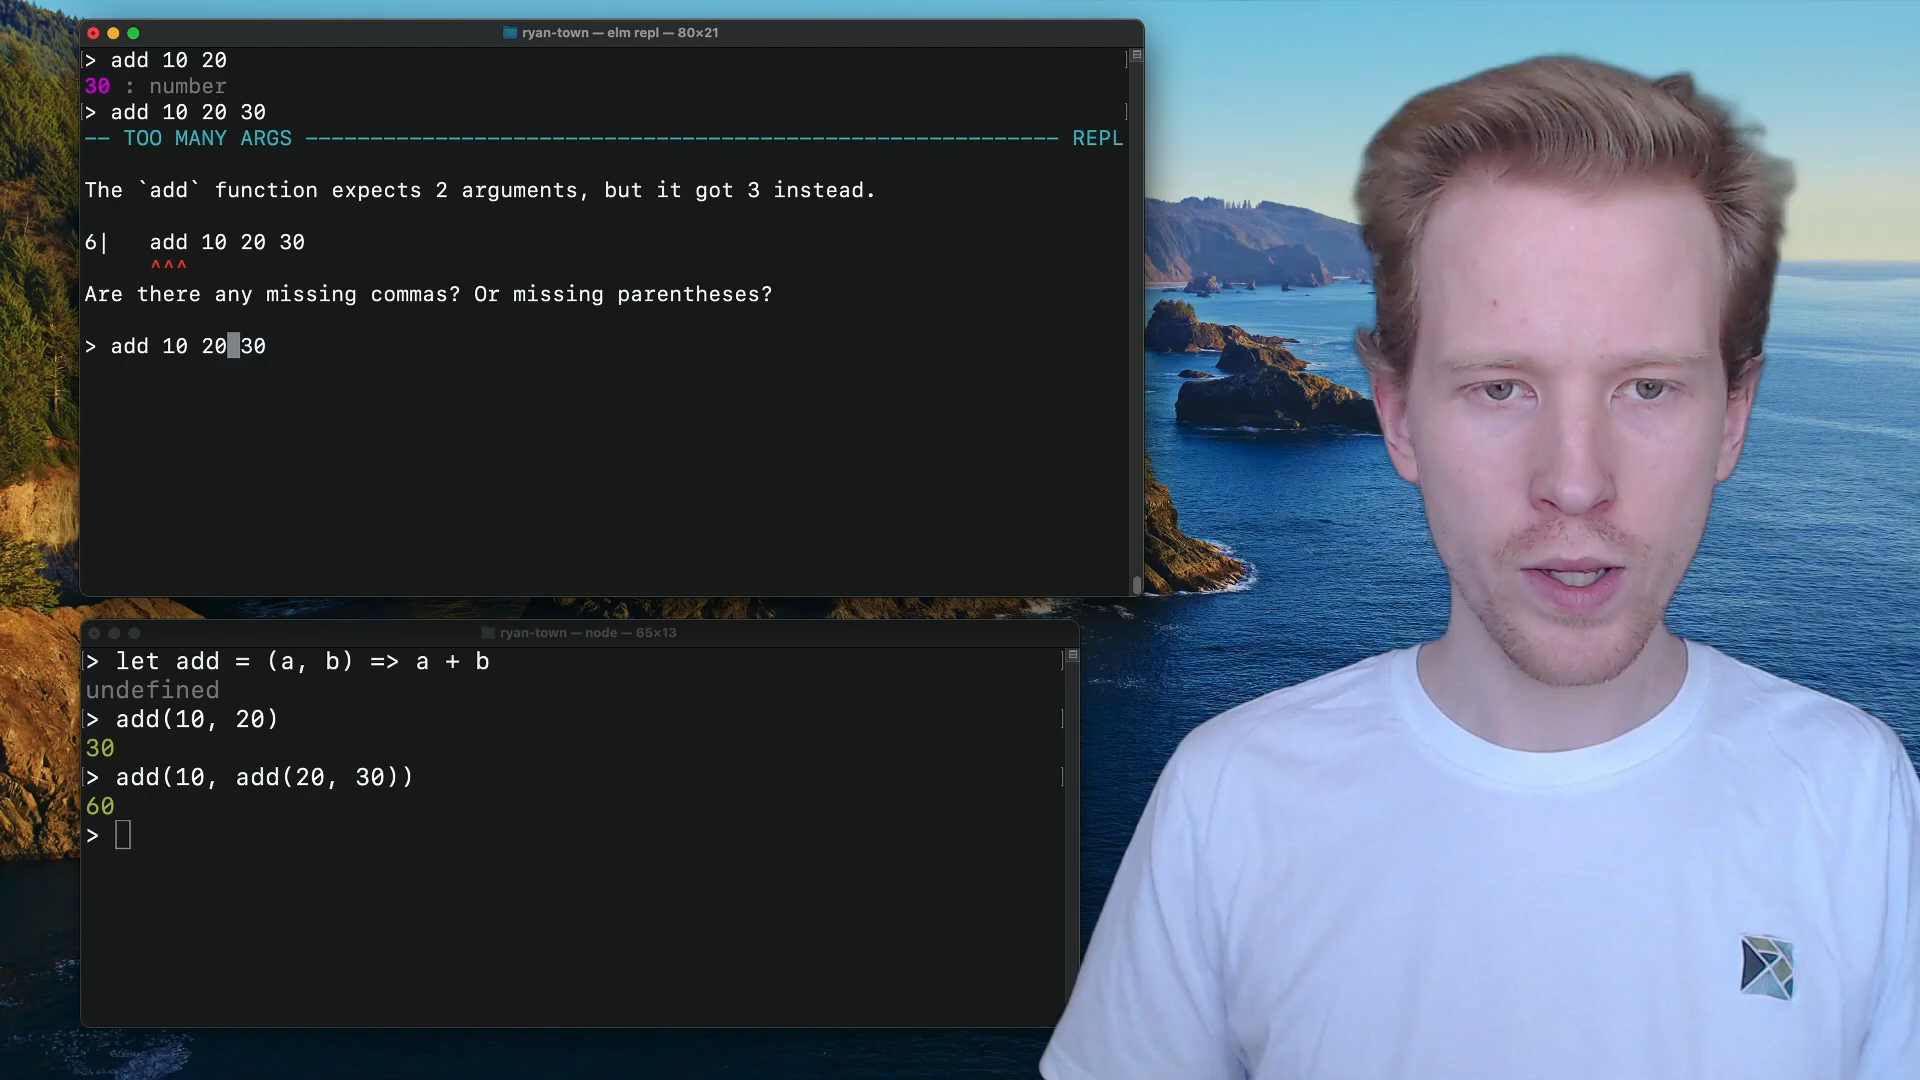 ryan-town — elm repl — 80×21
> add 10 20
30 : number
> add 10 20 30
-- TOO MANY ARGS ---------------------------------------------------------- REPL
The `add` function expects 2 arguments, but it got 3 instead.
6|   add 10 20 30
^^^
Are there any missing commas? Or missing parentheses?
> add 10 20 30
ryan-town — node — 65×13
> let add = (a, b) => a + b
undefined
> add(10, 20)
30
> add(10, add(20, 30))
60
>